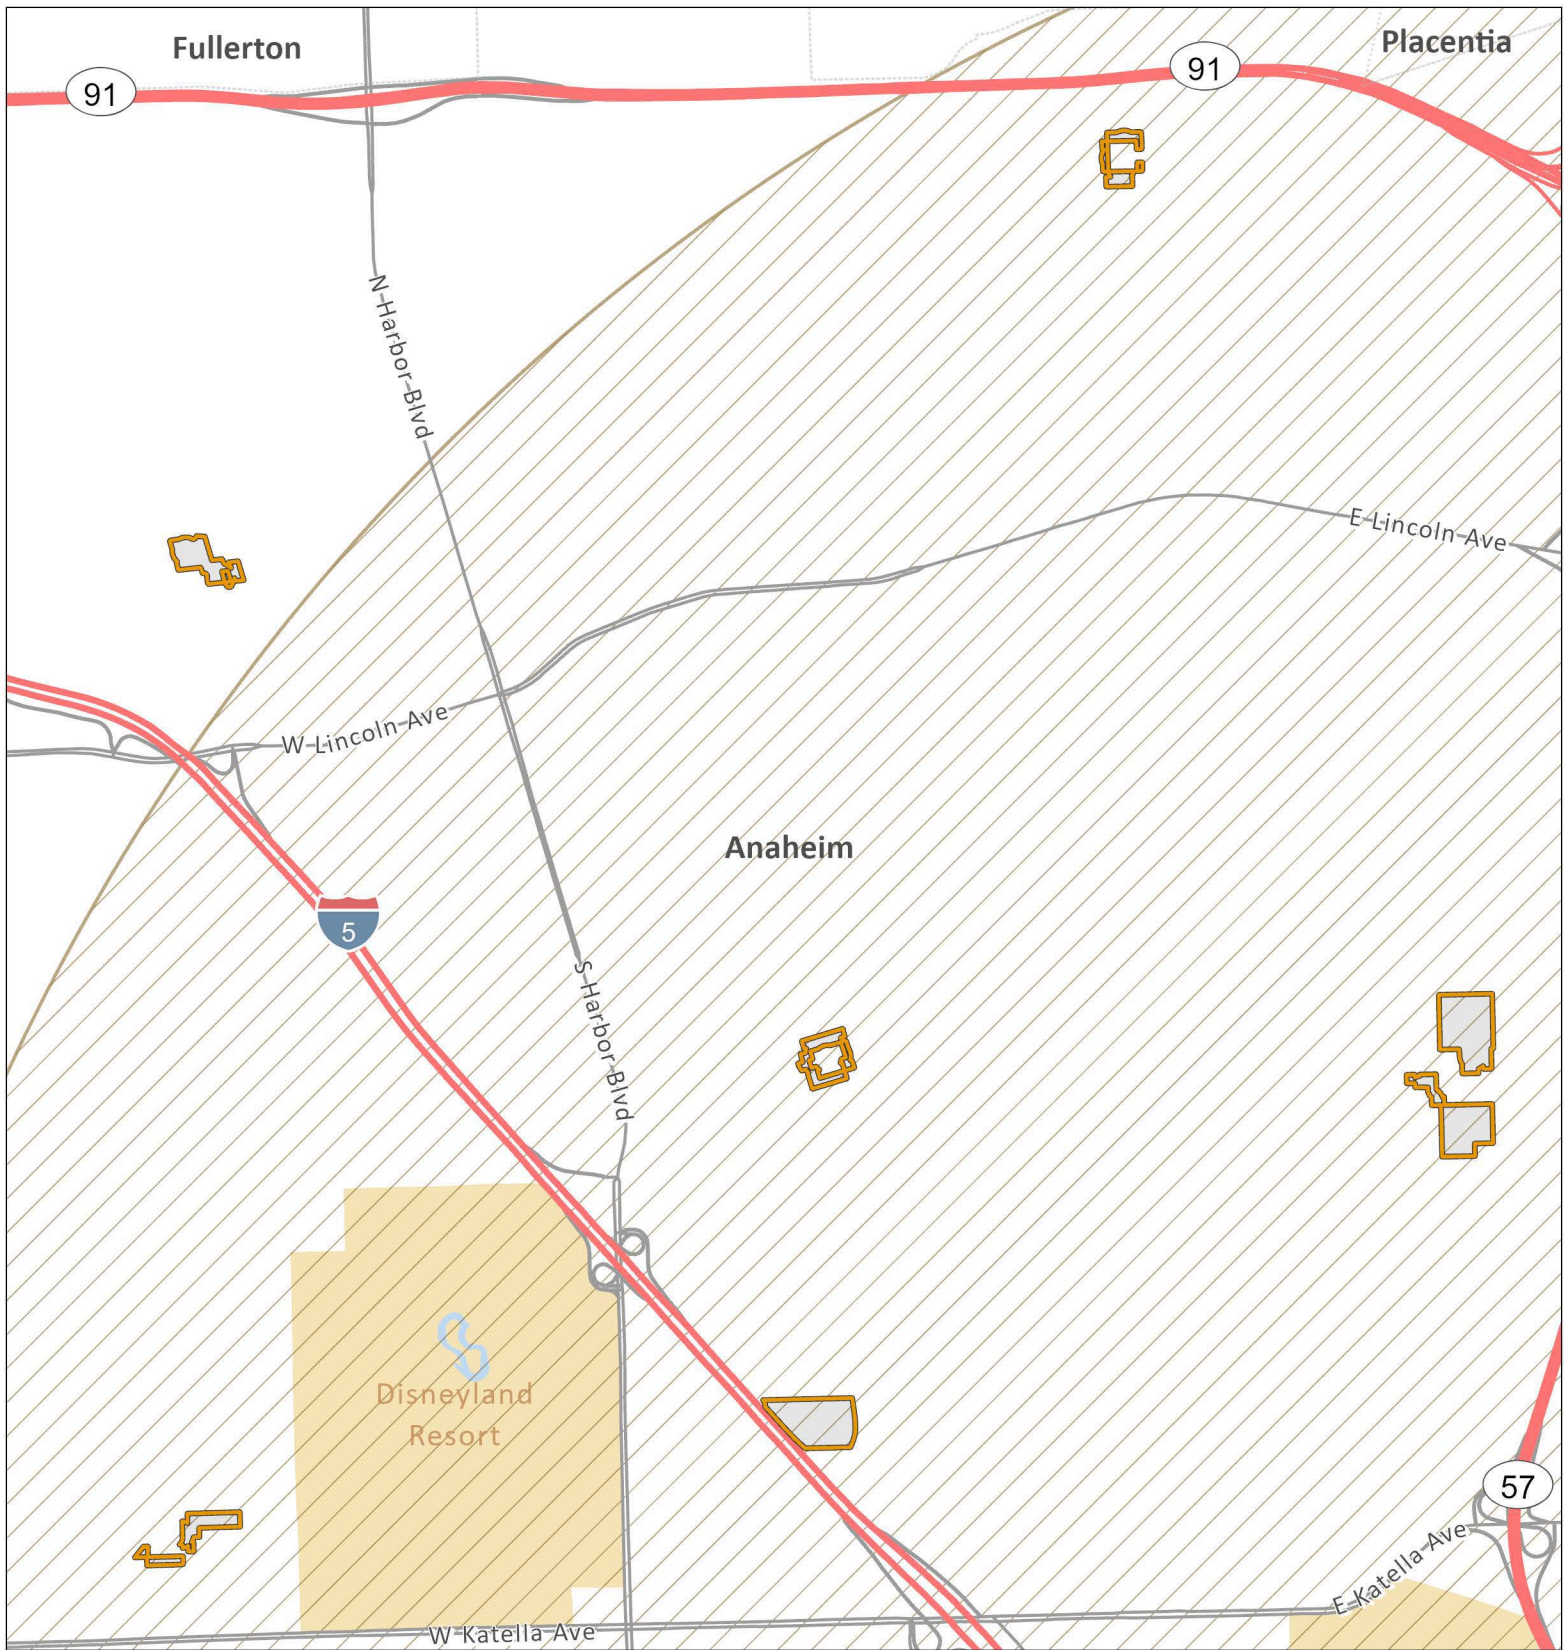 Fullerton
Placentia
91
91
N Harbor Blvd
E Lincoln Ave
W Lincoln Ave
Anaheim
5
S Harbor Blvd
Disneyland
Resort
57
E Katella Ave
W Katella Ave